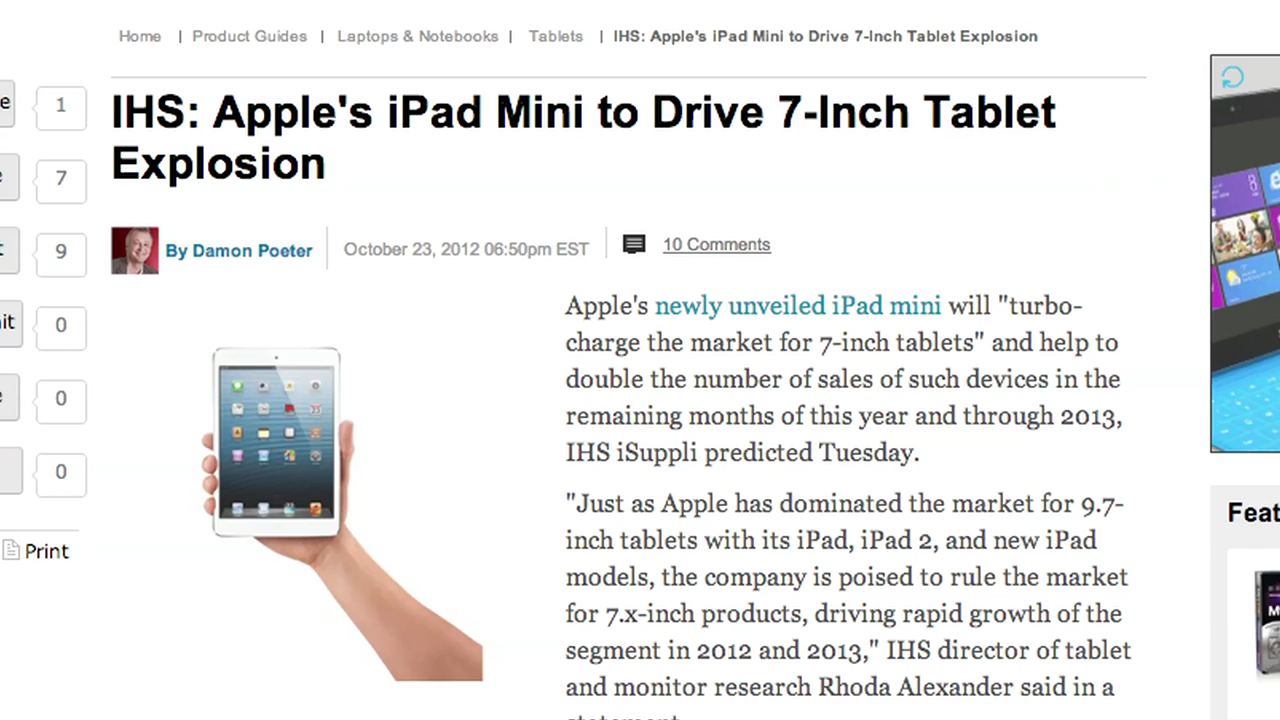 Home | Product Guides | Laptops & Notebooks | Tablets | IHS: Apple's iPad Mini to Drive 7-Inch Tablet Explosion
IHS: Apple's iPad Mini to Drive 7-Inch Tablet
Explosion
By Damon Poeter
October 23, 2012 06:50pm EST
10 Comments
1
7
9
0
0
0
Print
Apple's newly unveiled iPad mini will "turbo-
charge the market for 7-inch tablets" and help to
double the number of sales of such devices in the
remaining months of this year and through 2013,
IHS iSuppli predicted Tuesday.
"Just as Apple has dominated the market for 9.7-
inch tablets with its iPad, iPad 2, and new iPad
models, the company is poised to rule the market
for 7.x-inch products, driving rapid growth of the
segment in 2012 and 2013," IHS director of tablet
and monitor research Rhoda Alexander said in a